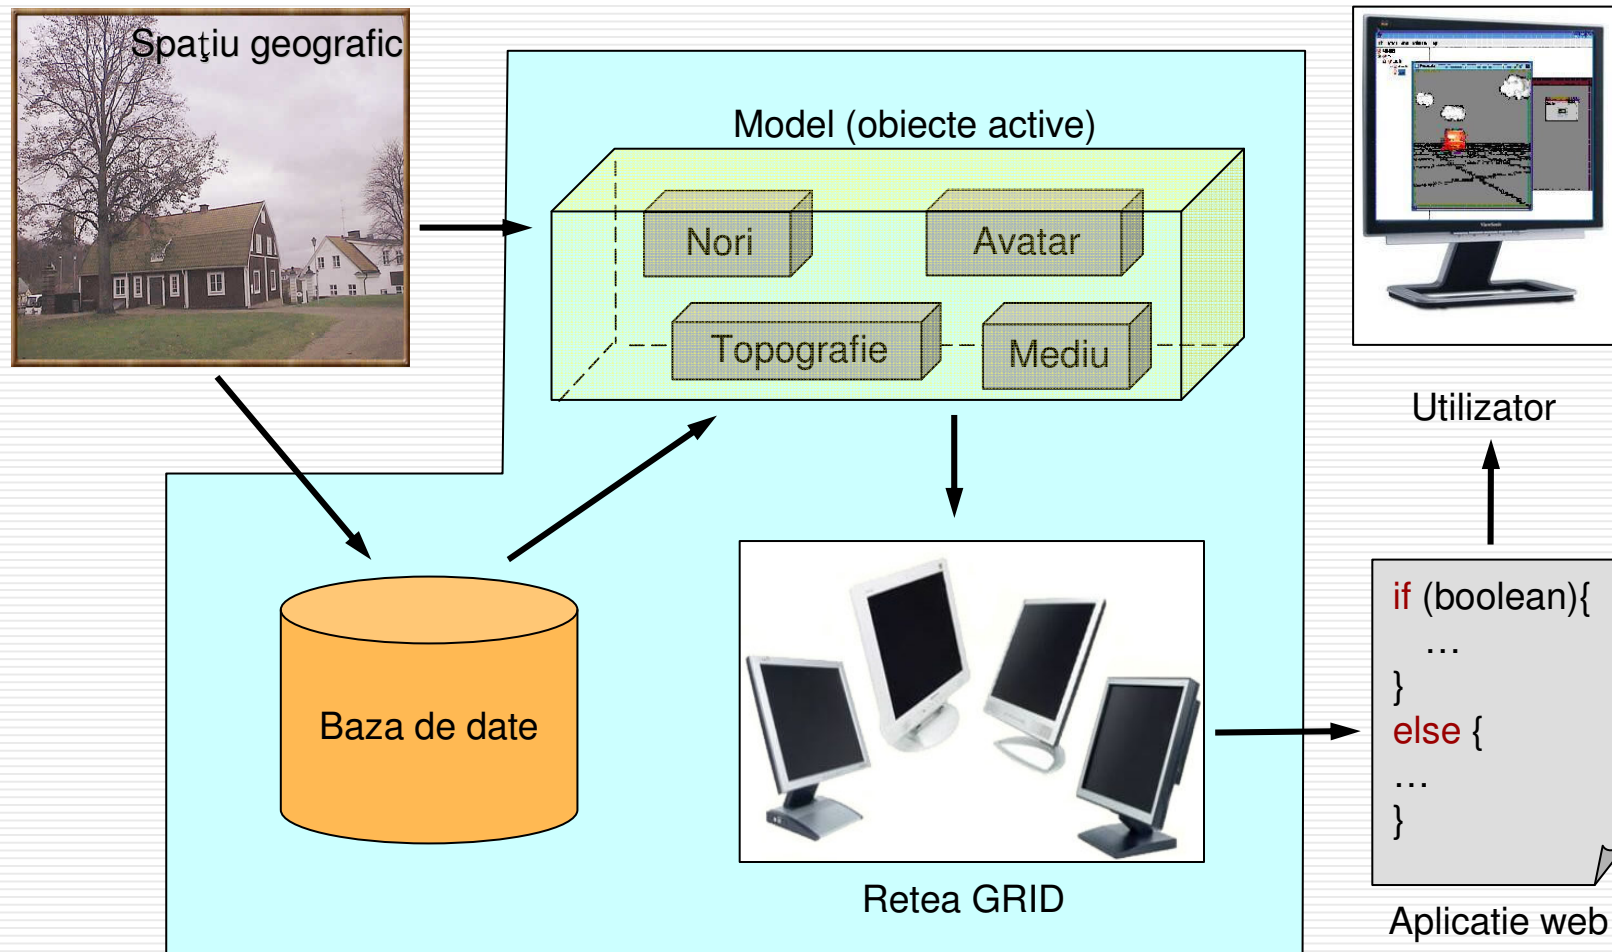 Spaţiu geografic
Model (obiecte active)
Nori
Avatar
Topografie
Mediu
Utilizator
Baza de date
if (boolean){
…
}
else {
…
}
Retea GRID
Aplicatie web